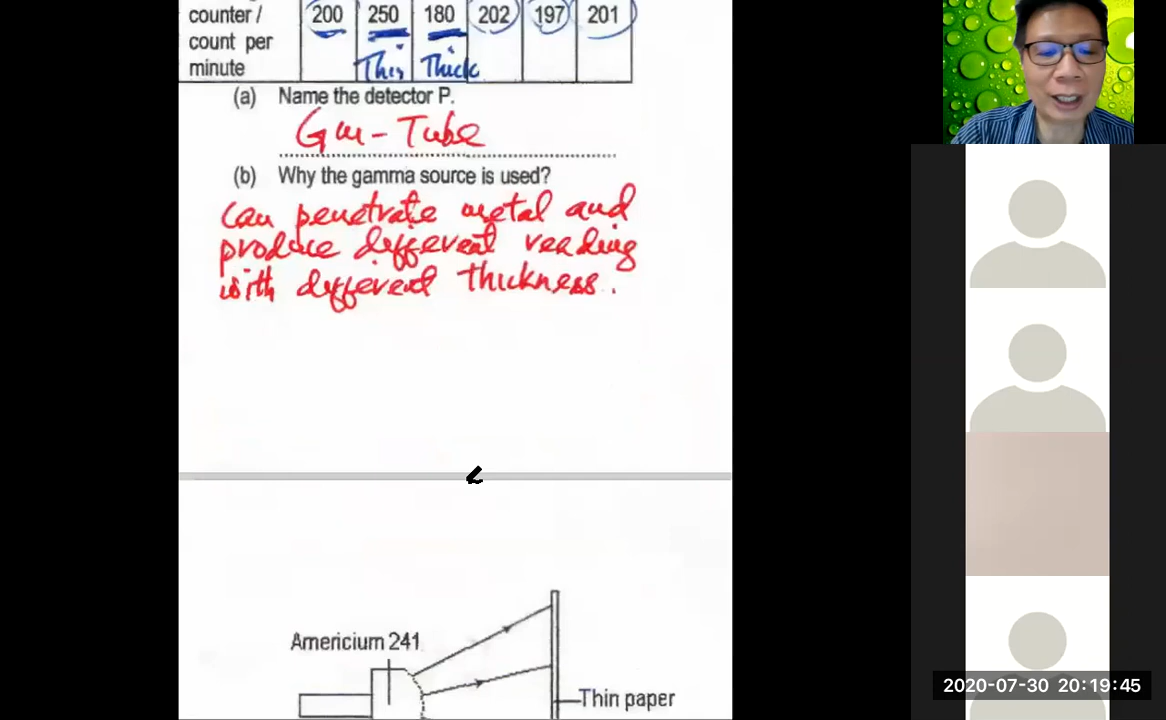 counter / 200 250 180 202 197 201
count per
minute This Thick
(a) Name the detector P.
Gm-Tube
(b) Why the gamma source is used?
can penetrate metal and
produce different reading
with different thickness.
Americium 241
Thin paper
2020-07-30 20:19:45